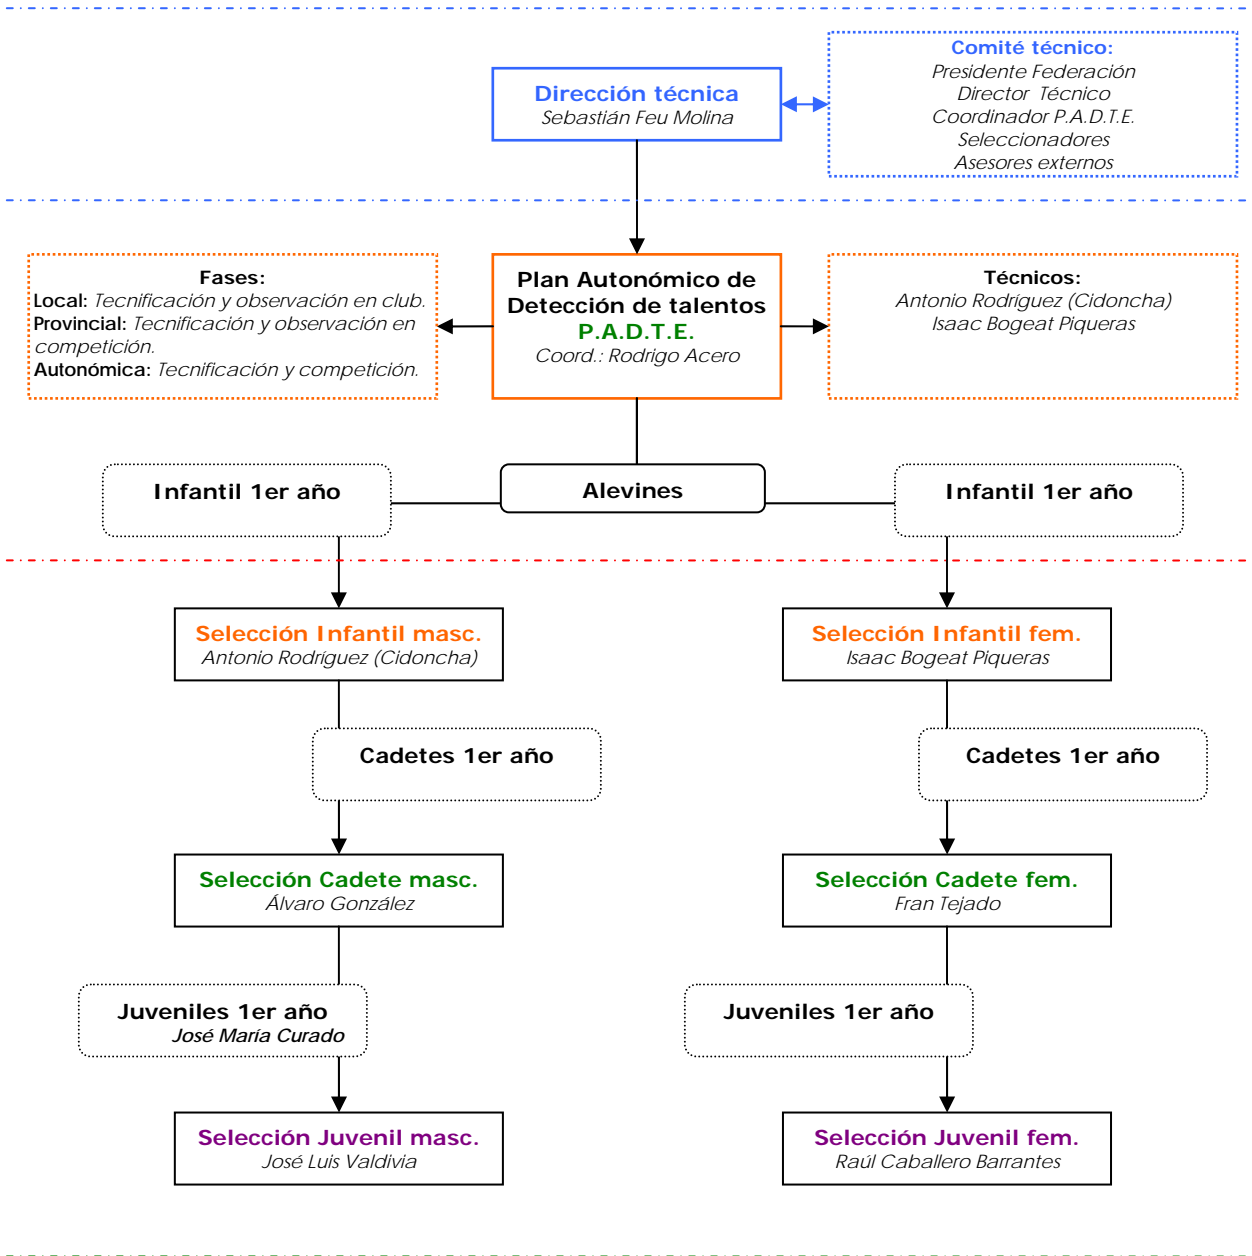 Comité técnico:
Presidente Federación
Director Técnico
Coordinador P.A.D.T.E.
Seleccionadores
Asesores externos
Dirección técnica
Sebastián Feu Molina
Fases:
Local: Tecnificación y observación en club.
Provincial: Tecnificación y observación en
competición.
Autonómica: Tecnificación y competición.
Plan Autonómico de
Detección de talentos
P.A.D.T.E.
Coord.: Rodrigo Acero
Técnicos:
Antonio Rodríguez (Cidoncha)
Isaac Bogeat Piqueras
Infantil 1er año
Alevines
Infantil 1er año
Selección Infantil masc.
Antonio Rodríguez (Cidoncha)
Selección Infantil fem.
Isaac Bogeat Piqueras
Cadetes 1er año
Cadetes 1er año
Selección Cadete masc.
Álvaro González
Selección Cadete fem.
Fran Tejado
Juveniles 1er año
José María Curado
Juveniles 1er año
Selección Juvenil masc.
José Luis Valdivia
Selección Juvenil fem.
Raúl Caballero Barrantes